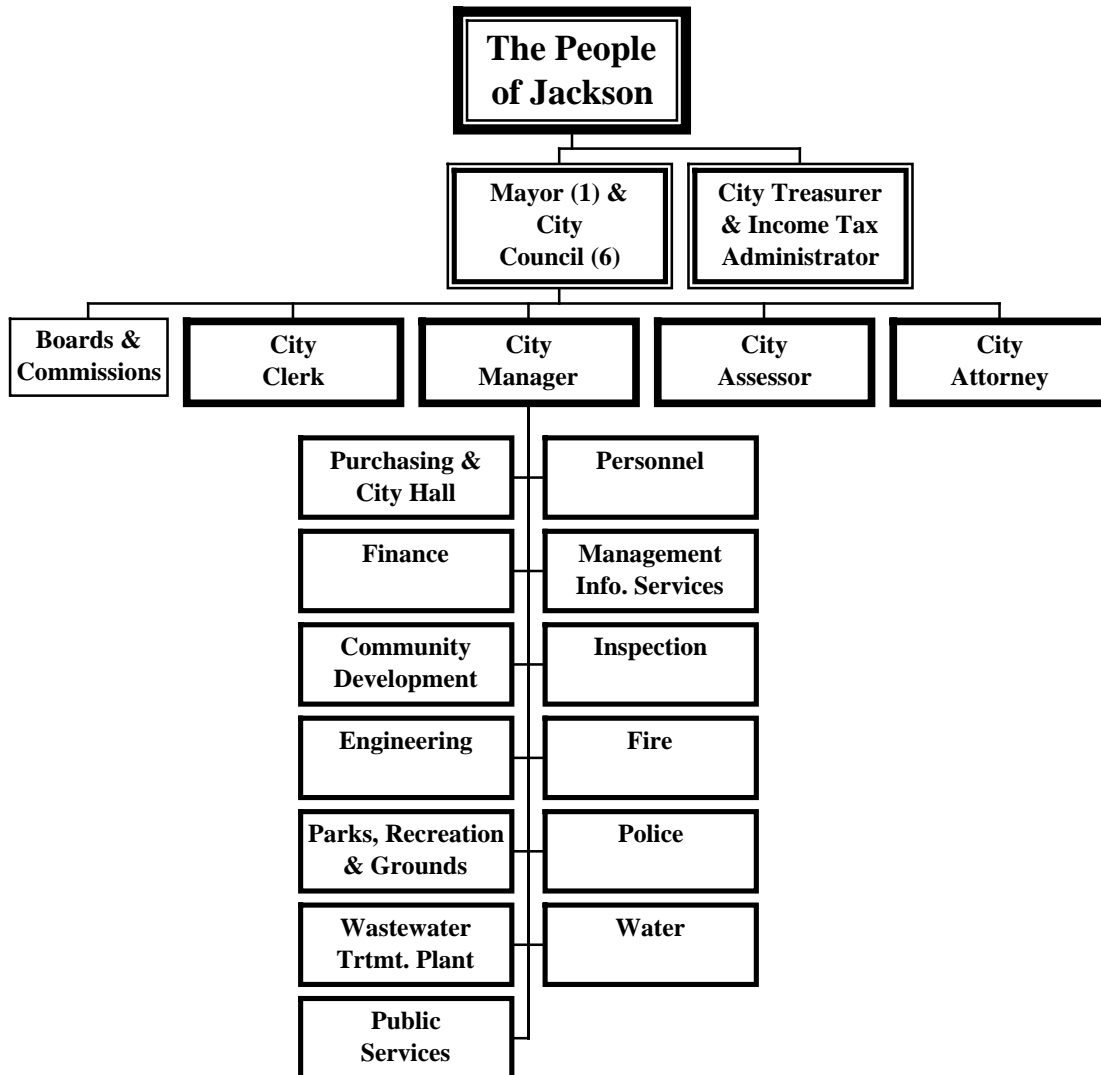 The People
of Jackson
Mayor (1) &
City
Council (6)
City Treasurer
& Income Tax
Administrator
Boards &
Commissions
City
Clerk
City
Manager
City
Assessor
City
Attorney
Purchasing &
City Hall
Personnel
Finance
Management
Info. Services
Community
Development
Inspection
Engineering
Fire
Parks, Recreation
& Grounds
Police
Wastewater
Trtmt. Plant
Water
Public
Services